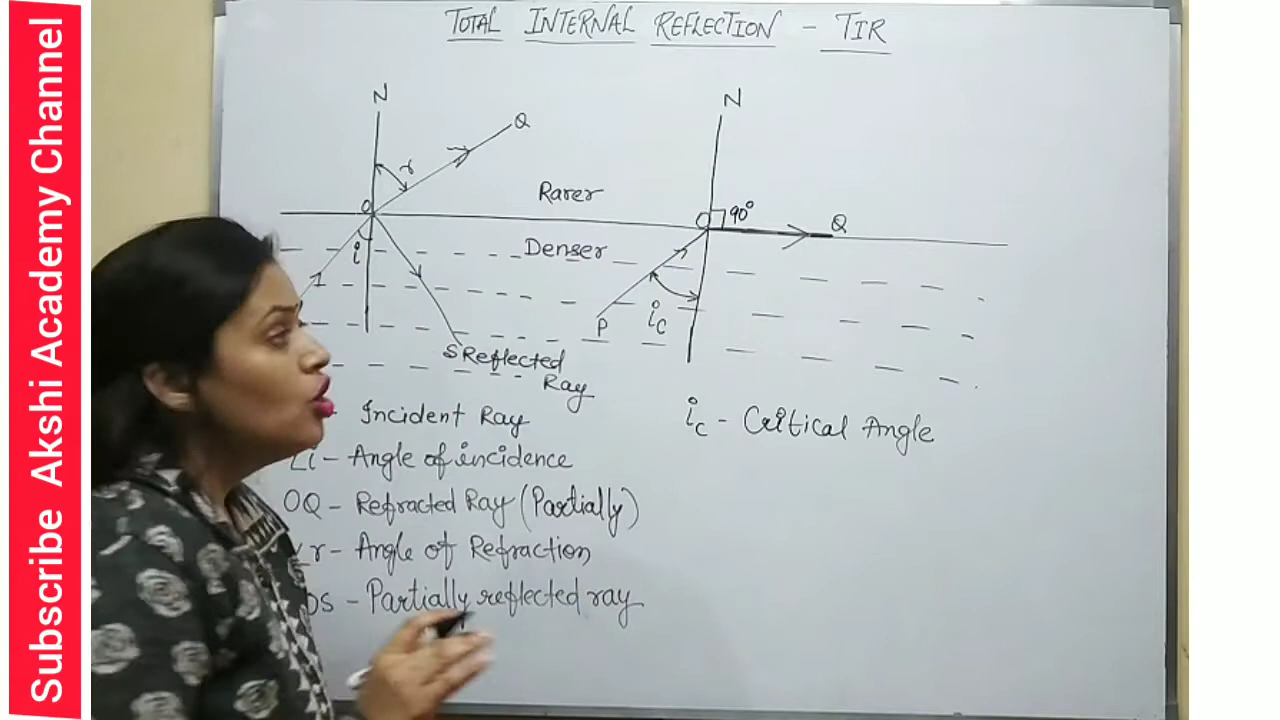 Subscribe Akshi Academy Channel
TOTAL INTERNAL REFLECTION - TIR
N
N
Q
r
Rarer
O
90°
O
Q
i
Denser
P
ic
S Reflected
Ray
Incident Ray
ic - Critical Angle
∠i - Angle of incidence
OQ - Refracted Ray (Partially)
∠r - Angle of Refraction
OS - Partially reflected ray